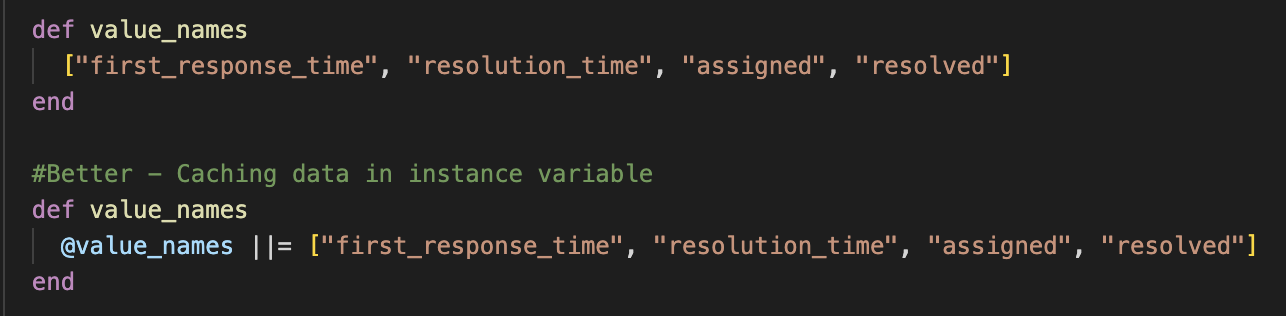 def value_names
  ["first_response_time", "resolution_time", "assigned", "resolved"]
end
#Better - Caching data in instance variable
def value_names
  @value_names ||= ["first_response_time", "resolution_time", "assigned", "resolved"]
end